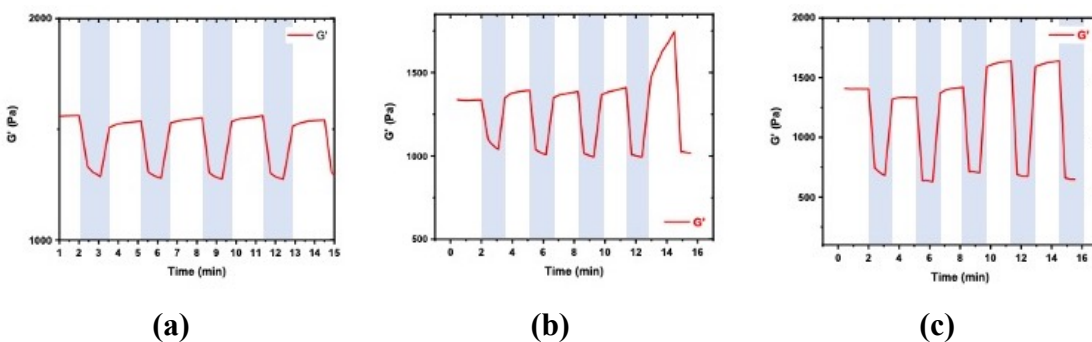 2000
1000
G' (Pa)
1 2 3 4 5 6 7 8 9 10 11 12 13 14 15
Time (min)
G'
(a)
1500
1000
500
G' (Pa)
0 2 4 6 8 10 12 14 16
Time (min)
G'
(b)
2000
1500
1000
500
G' (Pa)
0 2 4 6 8 10 12 14 16
Time (min)
G'
(c)